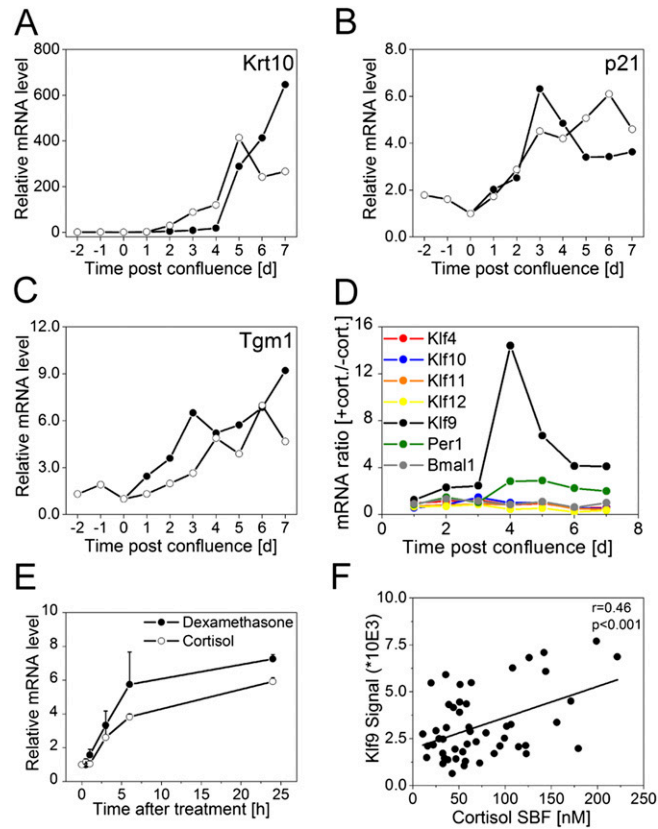 A
Krt10
Relative mRNA level
800
600
400
200
0
-2 -1 0 1 2 3 4 5 6 7
Time post confluence [d]
B
p21
Relative mRNA level
8.0
6.0
4.0
2.0
-2 -1 0 1 2 3 4 5 6 7
Time post confluence [d]
C
Tgm1
Relative mRNA level
12.0
9.0
6.0
3.0
0.0
-2 -1 0 1 2 3 4 5 6 7
Time post confluence [d]
D
mRNA ratio [+cort./-cort.]
16
12
8
4
0
Klf4
Klf10
Klf11
Klf12
Klf9
Per1
Bmal1
0 2 4 6 8
Time post confluence [d]
E
Relative mRNA level
10
8
6
4
2
0
Dexamethasone
Cortisol
0 5 10 15 20 25
Time after treatment [h]
F
r=0.46
p<0.001
Klf9 Signal (*10E3)
10.0
7.5
5.0
2.5
0.0
0 50 100 150 200 250
Cortisol SBF [nM]